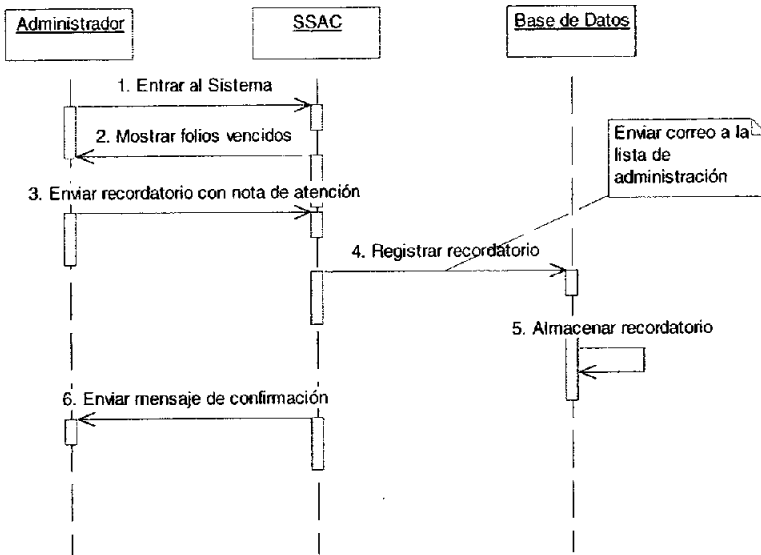 Administrador
SSAC
Base de Datos
1. Entrar al Sistema
2. Mostrar folios vencidos
Enviar correo a la
lista de
administración
3. Enviar recordatorio con nota de atención
4. Registrar recordatorio
5. Almacenar recordatorio
6. Enviar mensaje de confirmación